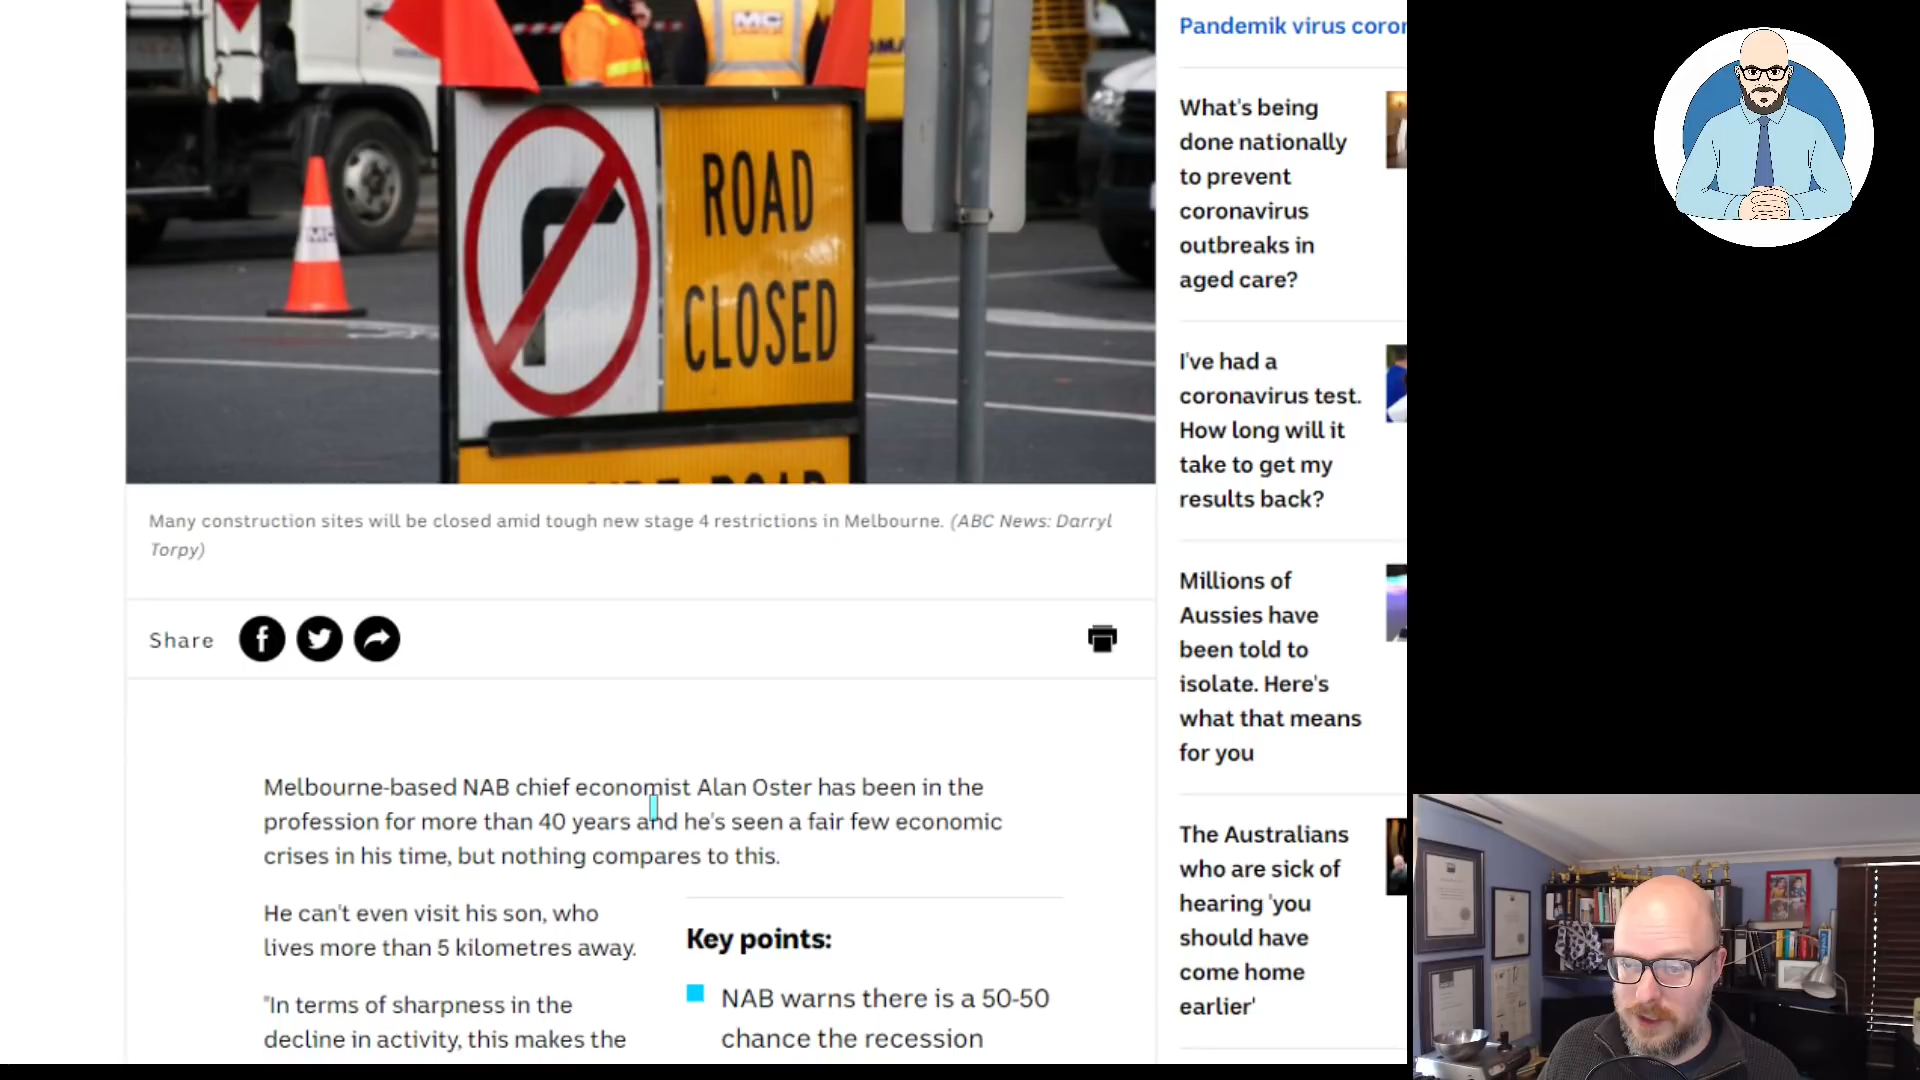 MC
ROAD
CLOSED
Many construction sites will be closed amid tough new stage 4 restrictions in Melbourne. (ABC News: Darryl
Torpy)
Share
Melbourne-based NAB chief economist Alan Oster has been in the
profession for more than 40 years and he's seen a fair few economic
crises in his time, but nothing compares to this.
He can't even visit his son, who
lives more than 5 kilometres away.
"In terms of sharpness in the
decline in activity, this makes the
Key points:
NAB warns there is a 50-50
chance the recession
Pandemik virus coror
What's being
done nationally
to prevent
coronavirus
outbreaks in
aged care?
I've had a
coronavirus test.
How long will it
take to get my
results back?
Millions of
Aussies have
been told to
isolate. Here's
what that means
for you
The Australians
who are sick of
hearing 'you
should have
come home
earlier'